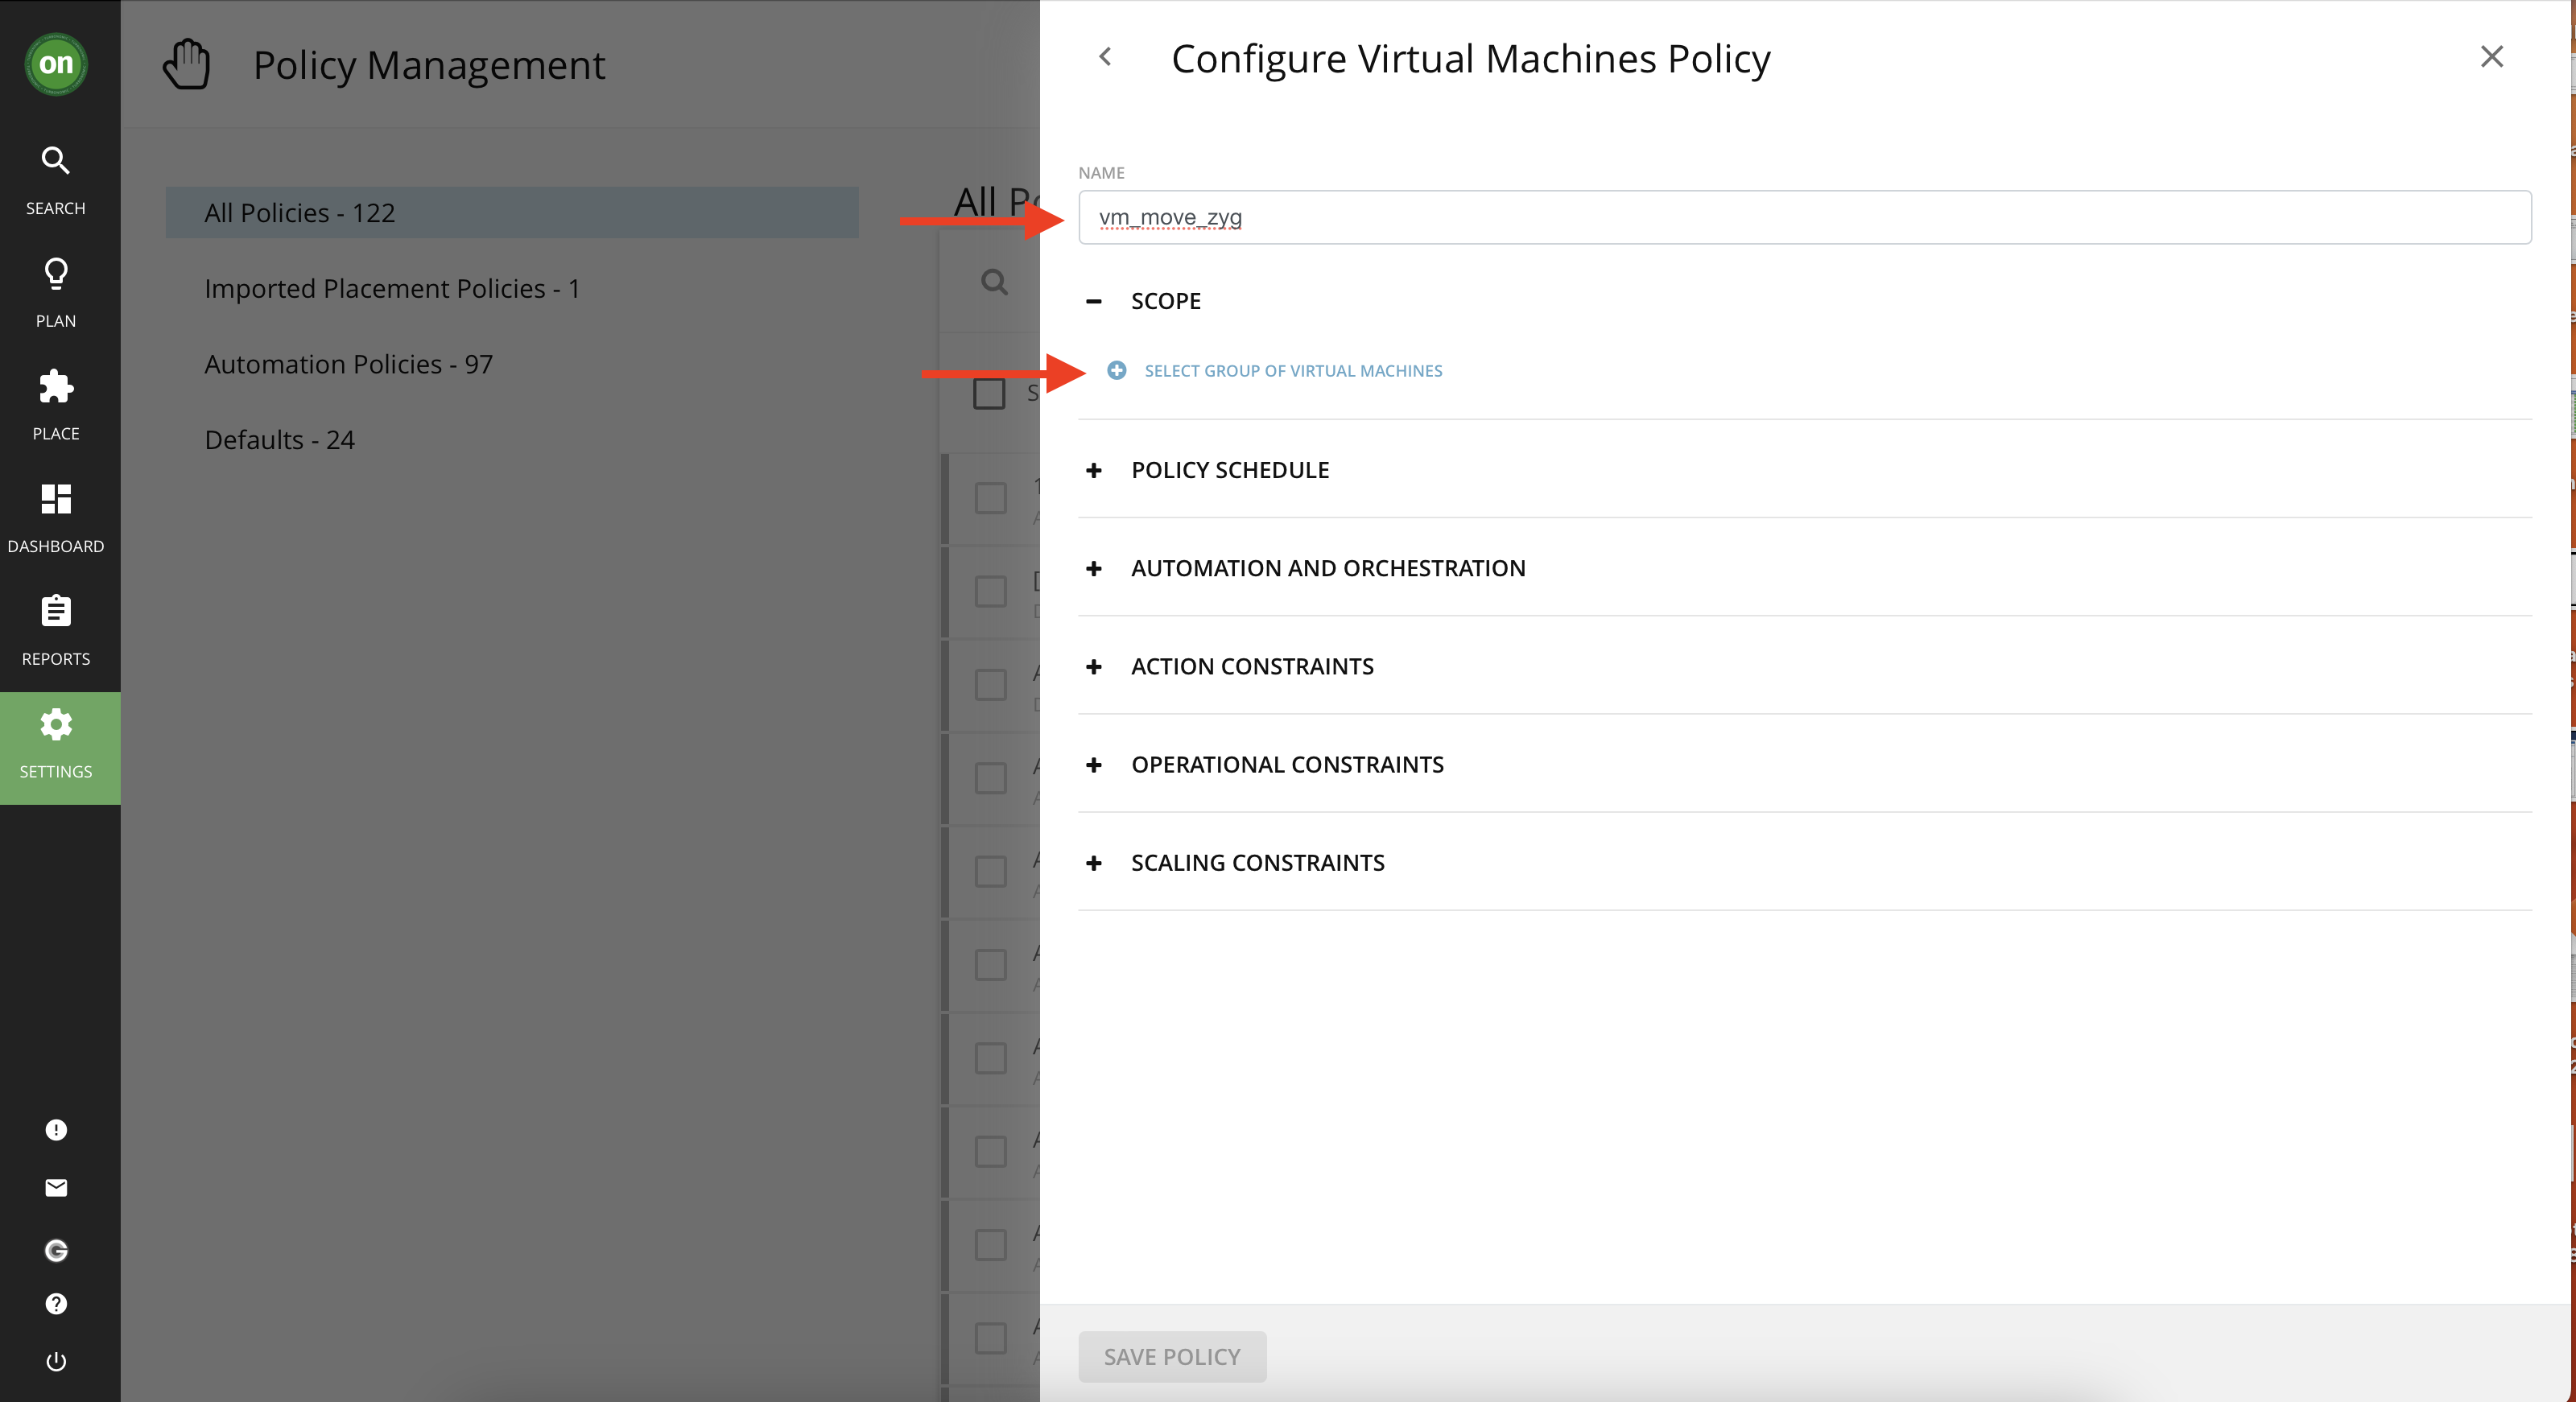 on
Policy Management
SEARCH
PLAN
PLACE
DASHBOARD
REPORTS
SETTINGS
All Policies - 122
Imported Placement Policies - 1
Automation Policies - 97
Defaults - 24
All Po
S
Configure Virtual Machines Policy
NAME
vm_move_zyg
SCOPE
SELECT GROUP OF VIRTUAL MACHINES
POLICY SCHEDULE
AUTOMATION AND ORCHESTRATION
ACTION CONSTRAINTS
OPERATIONAL CONSTRAINTS
SCALING CONSTRAINTS
SAVE POLICY